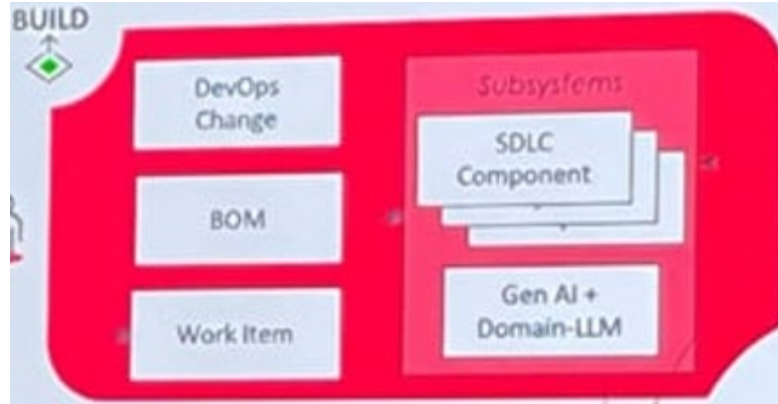 BUILD
DevOps
Change
BOM
Work Item
Subsystems
SDLC
Component
Gen AI +
Domain-LLM